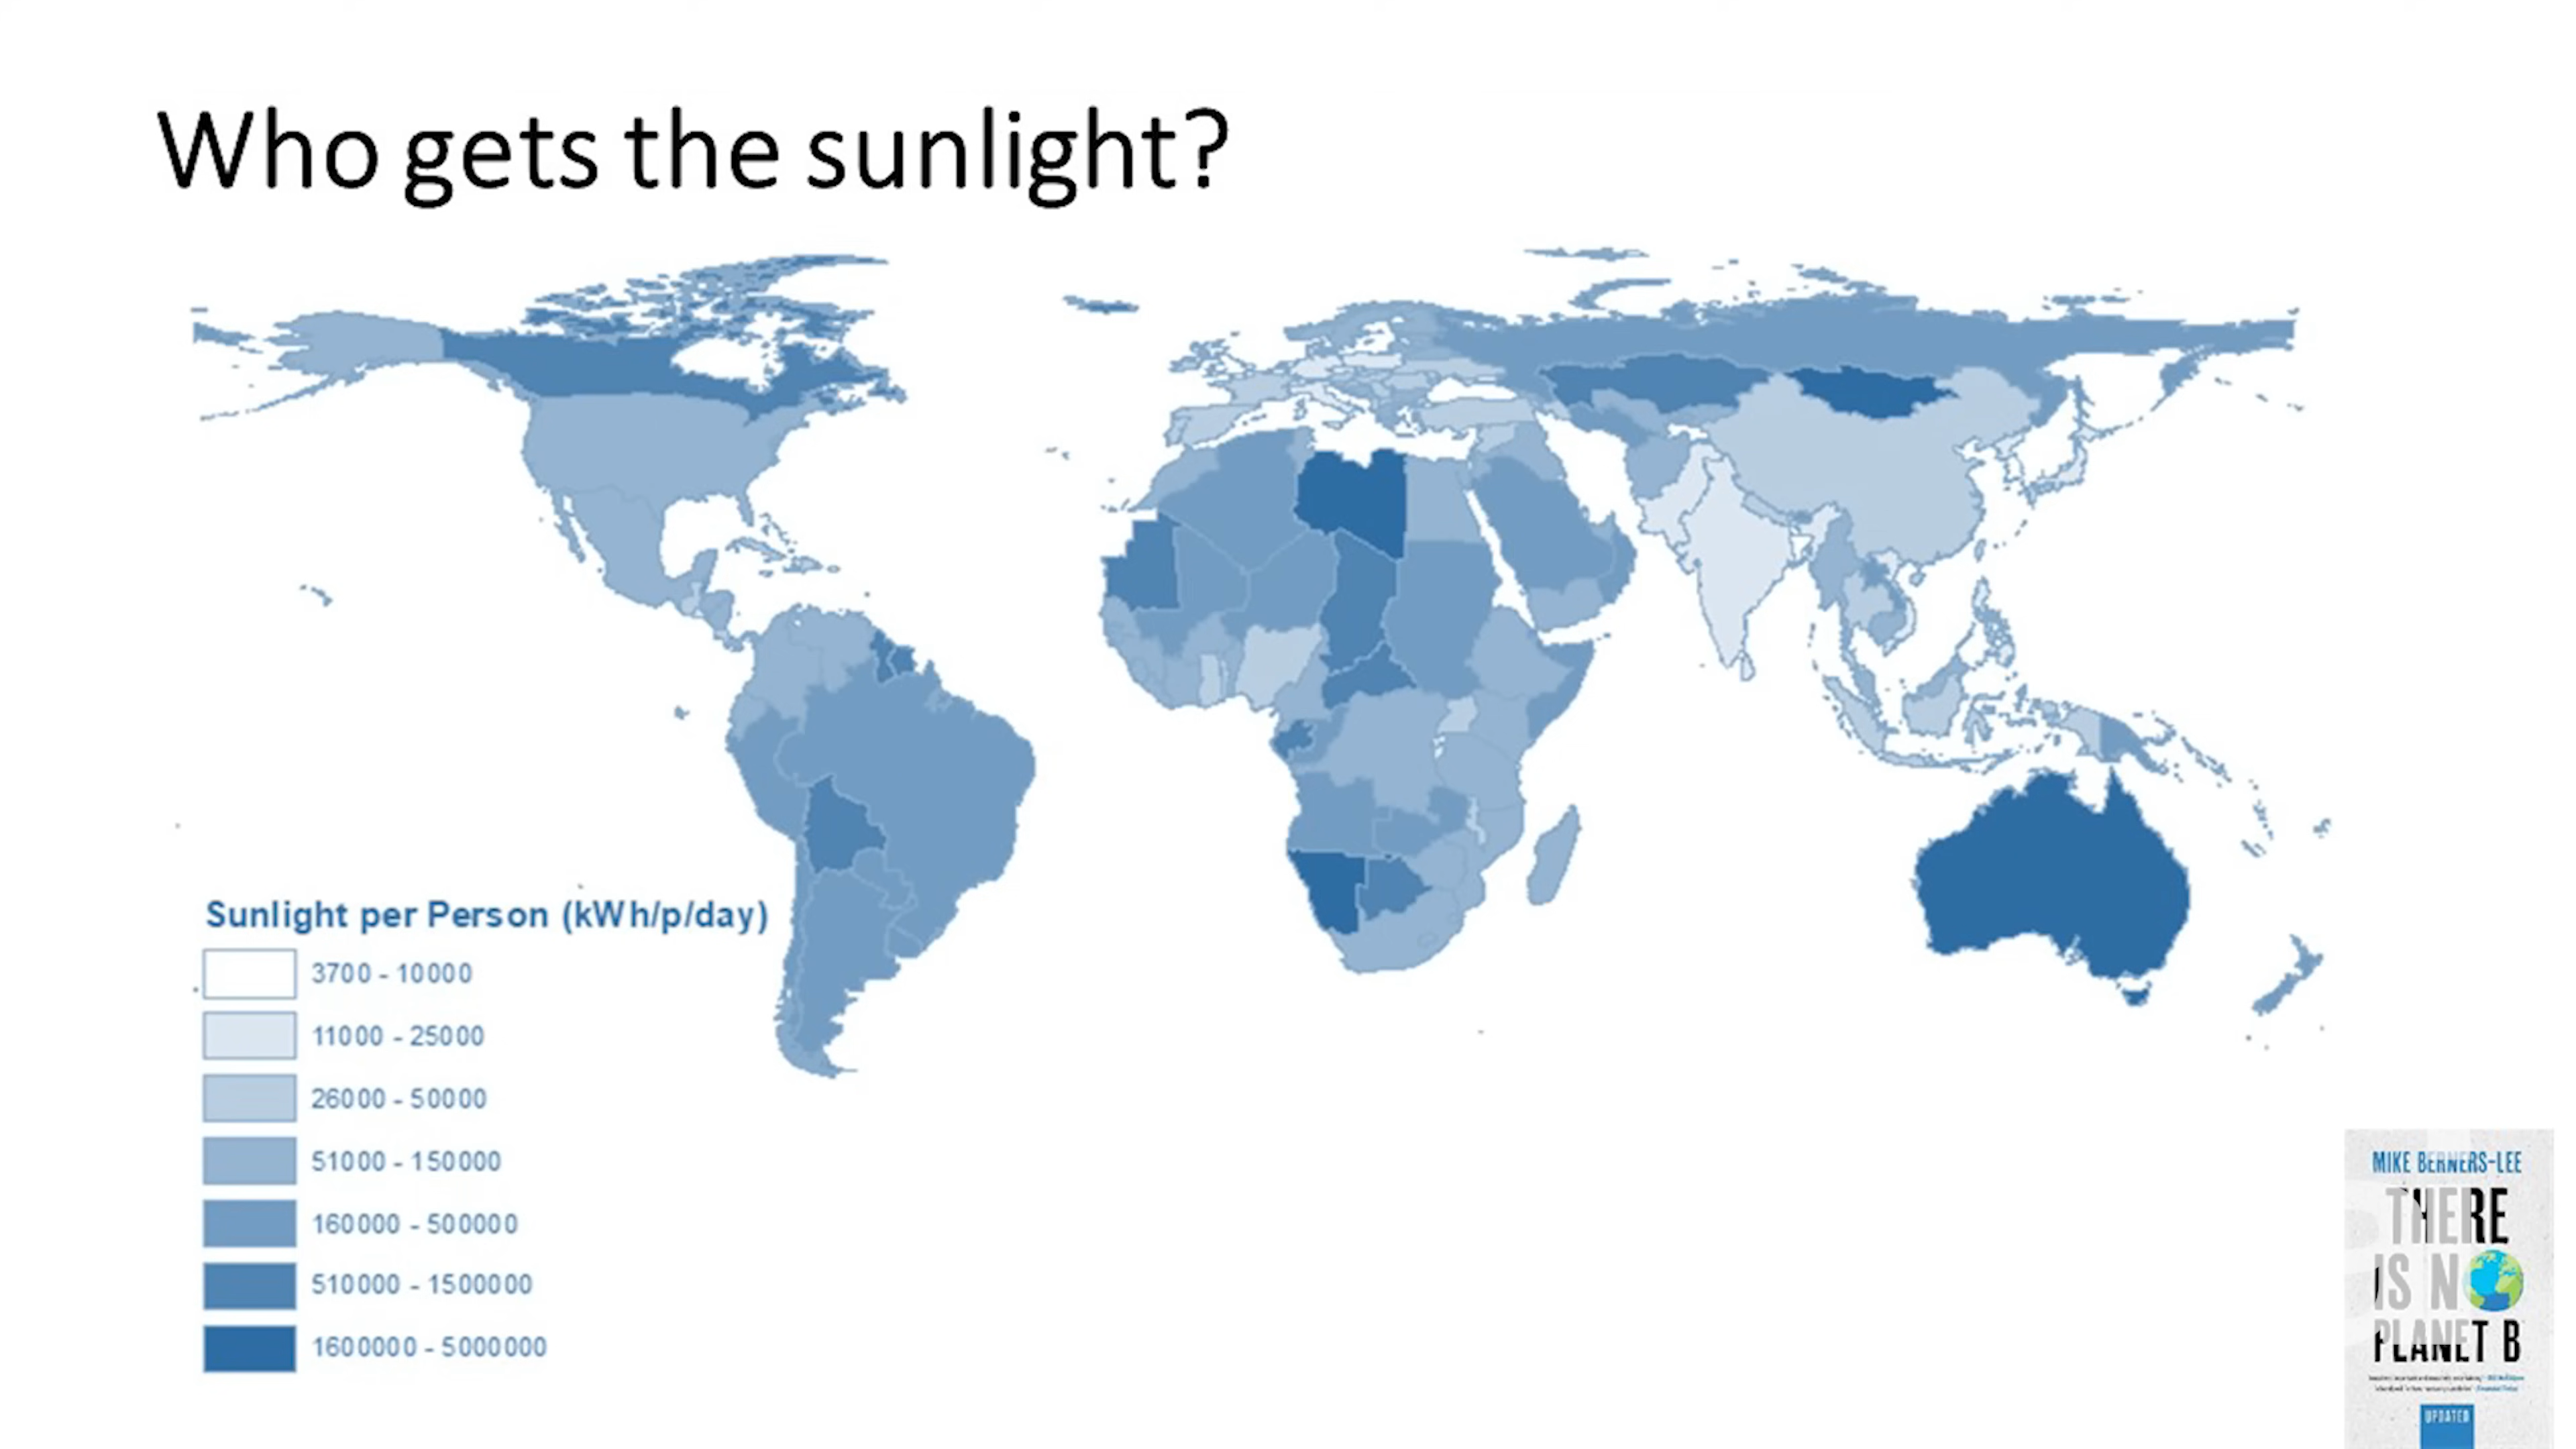 Who gets the sunlight?
Sunlight per Person (kWh/p/day)
3700 - 10000
11000 - 25000
26000 - 50000
51000 - 150000
160000 - 500000
510000 - 1500000
1600000 - 5000000
MIKE BERNERS-LEE
THERE
IS NO
PLANET B
UPDATED